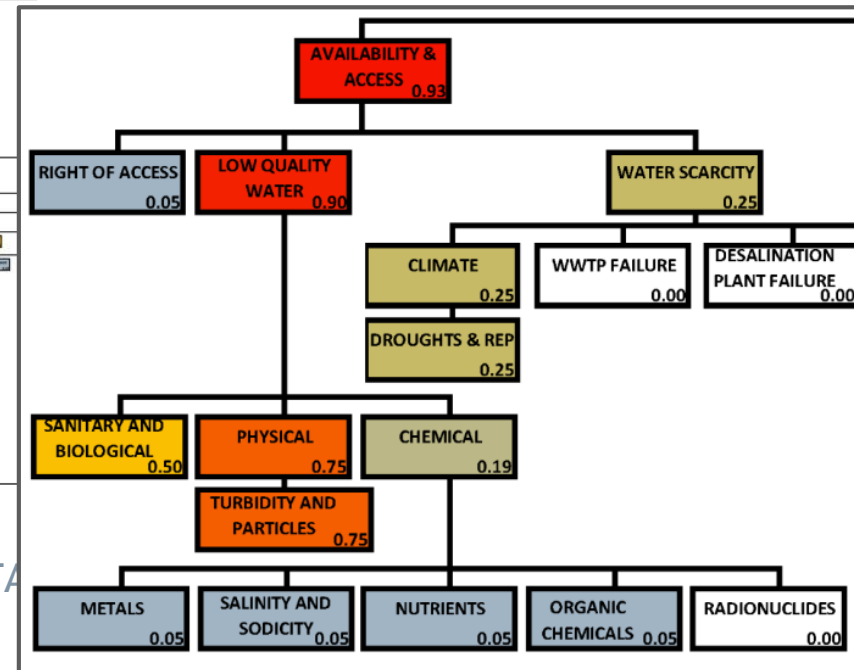 AVAILABILITY &
ACCESS
0.93
RIGHT OF ACCESS
0.05
LOW QUALITY
WATER
0.90
WATER SCARCITY
0.25
CLIMATE
0.25
WWTP FAILURE
0.00
DESALINATION
PLANT FAILURE
0.00
DROUGHTS & REP
0.25
SANITARY AND
BIOLOGICAL
0.50
PHYSICAL
0.75
CHEMICAL
0.19
TURBIDITY AND
PARTICLES
0.75
METALS
0.05
SALINITY AND
SODICITY
0.05
NUTRIENTS
0.05
ORGANIC
CHEMICALS
0.05
RADIONUCLIDES
0.00